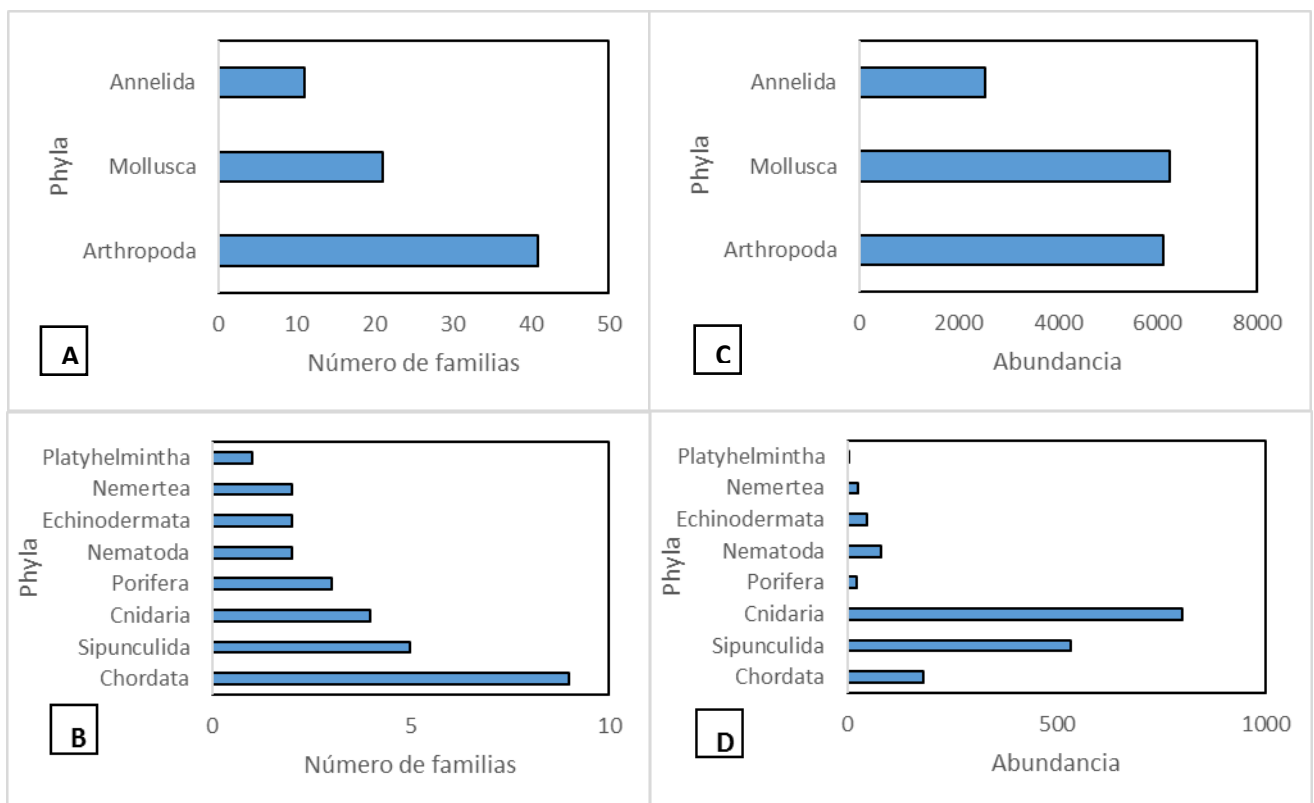 Annelida
Mollusca
Arthropoda
Phyla
0 10 20 30 40 50
Número de familias
A
Annelida
Mollusca
Arthropoda
Phyla
0 2000 4000 6000 8000
Abundancia
C
Platyhelmintha
Nemertea
Echinodermata
Nematoda
Porifera
Cnidaria
Sipunculida
Chordata
Phyla
0 5 10
Número de familias
B
Platyhelmintha
Nemertea
Echinodermata
Nematoda
Porifera
Cnidaria
Sipunculida
Chordata
Phyla
0 500 1000
Abundancia
D